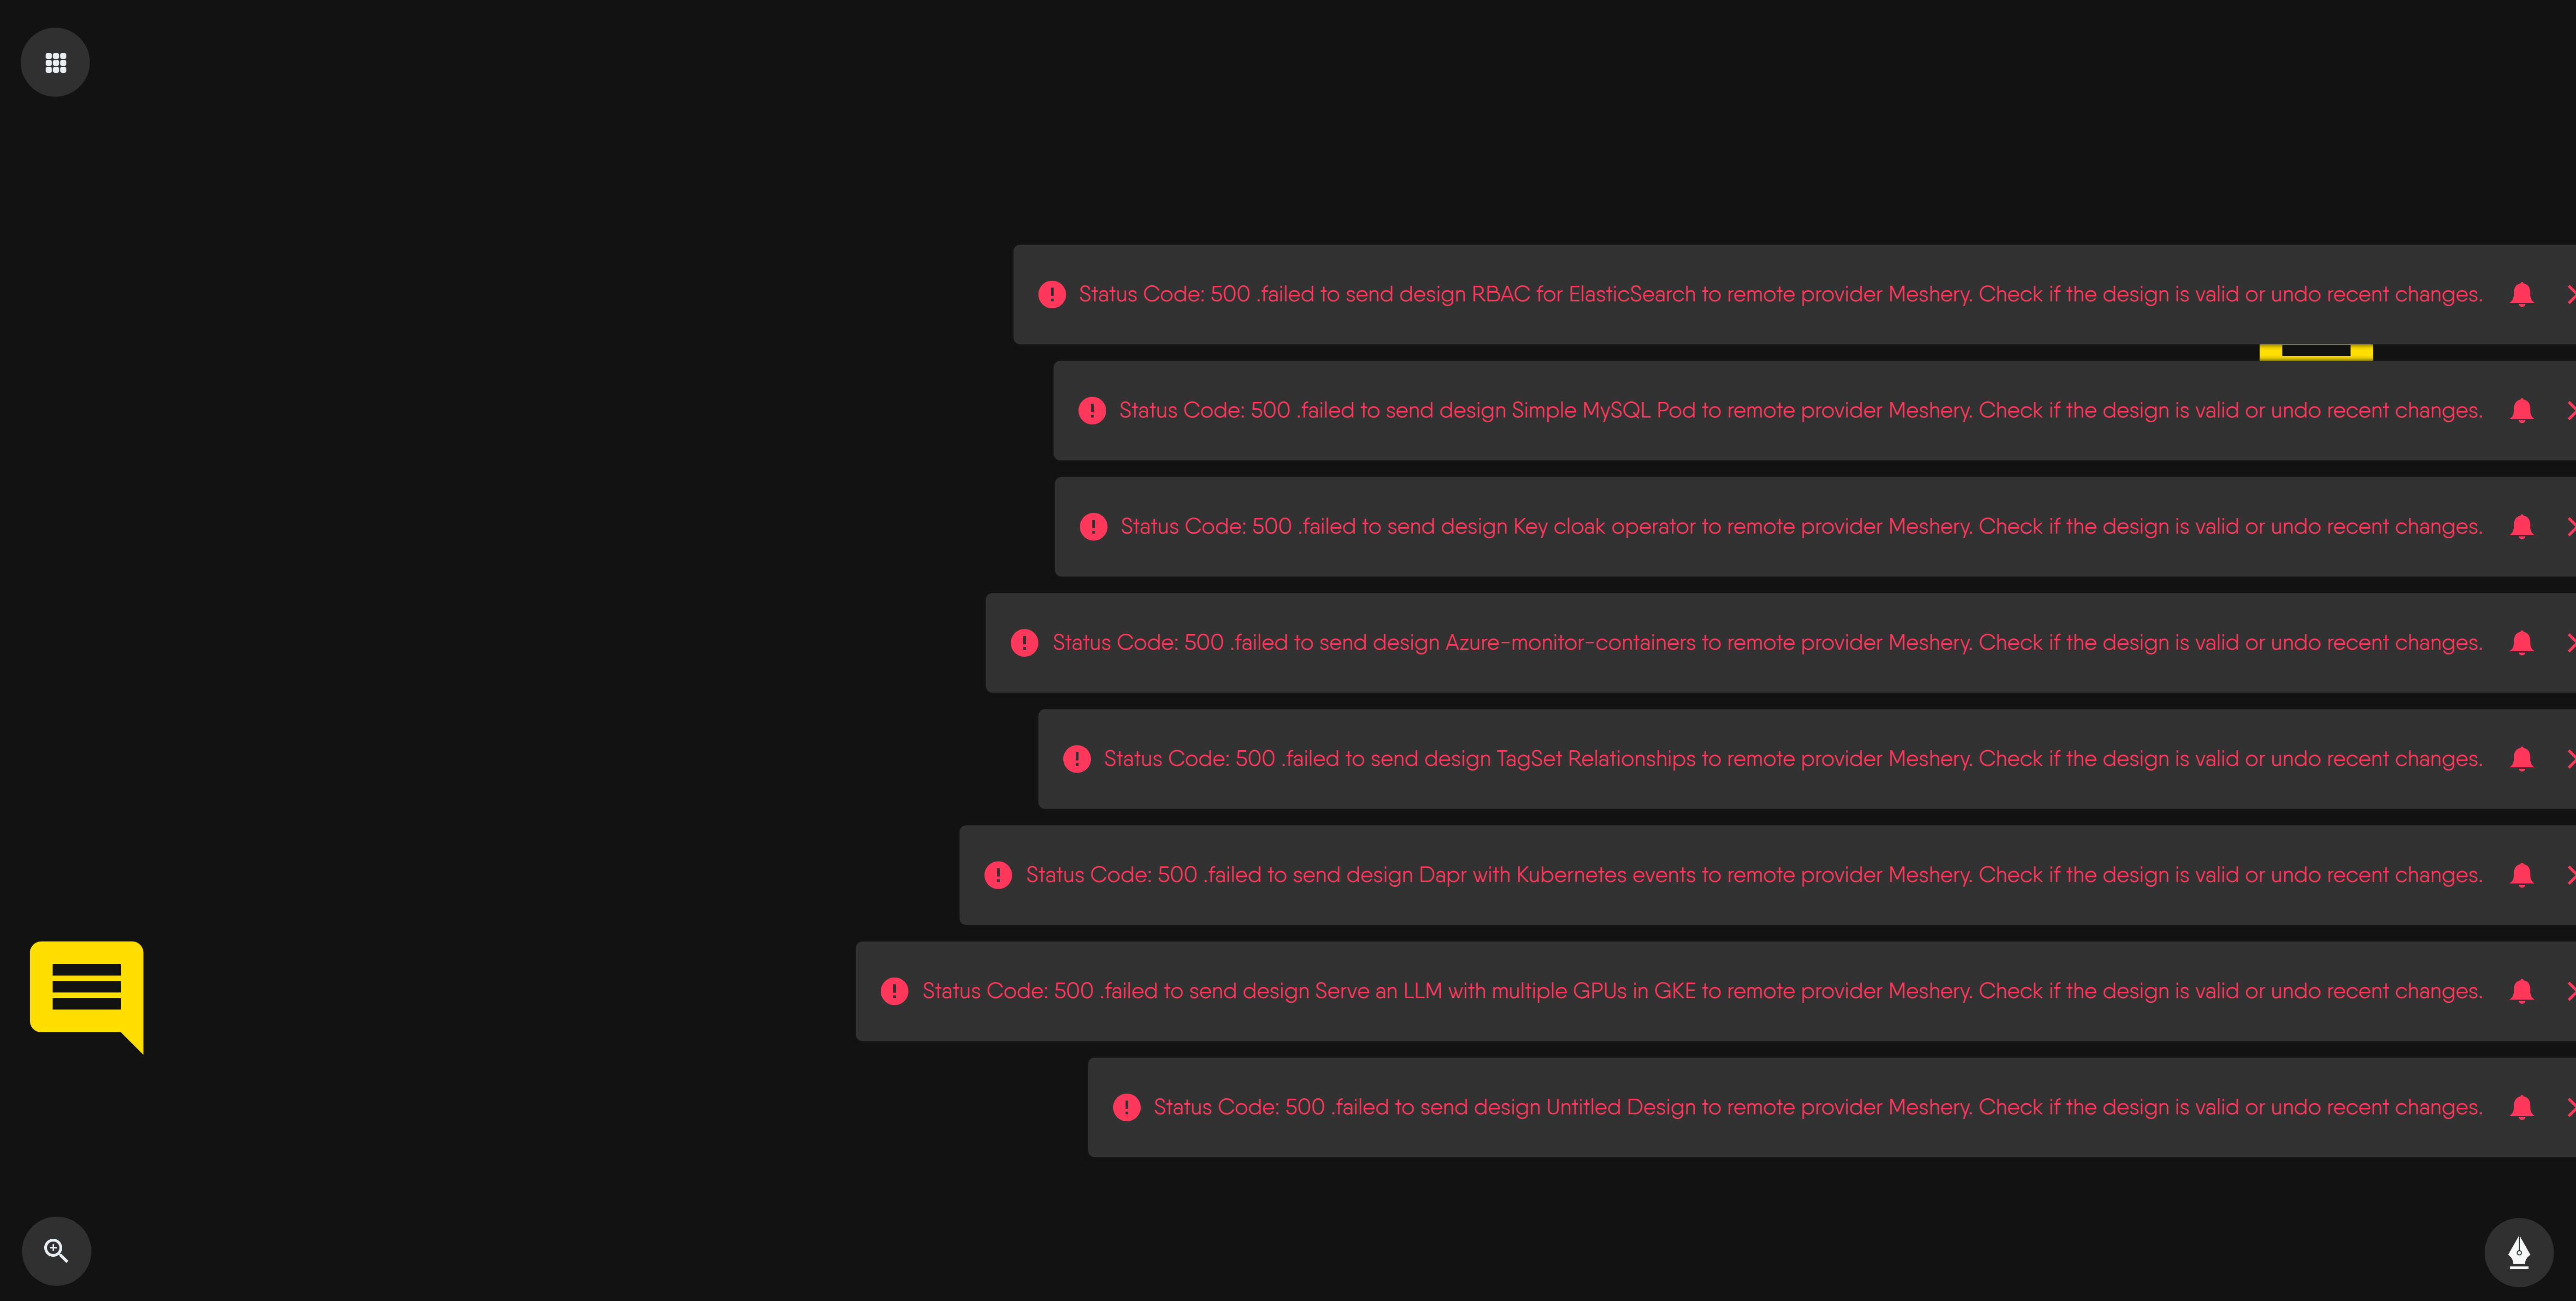 Status Code: 500 .failed to send design RBAC for ElasticSearch to remote provider Meshery. Check if the design is valid or undo recent changes.
Status Code: 500 .failed to send design Simple MySQL Pod to remote provider Meshery. Check if the design is valid or undo recent changes.
Status Code: 500 .failed to send design Key cloak operator to remote provider Meshery. Check if the design is valid or undo recent changes.
Status Code: 500 .failed to send design Azure-monitor-containers to remote provider Meshery. Check if the design is valid or undo recent changes.
Status Code: 500 .failed to send design TagSet Relationships to remote provider Meshery. Check if the design is valid or undo recent changes.
Status Code: 500 .failed to send design Dapr with Kubernetes events to remote provider Meshery. Check if the design is valid or undo recent changes.
Status Code: 500 .failed to send design Serve an LLM with multiple GPUs in GKE to remote provider Meshery. Check if the design is valid or undo recent changes.
Status Code: 500 .failed to send design Untitled Design to remote provider Meshery. Check if the design is valid or undo recent changes.